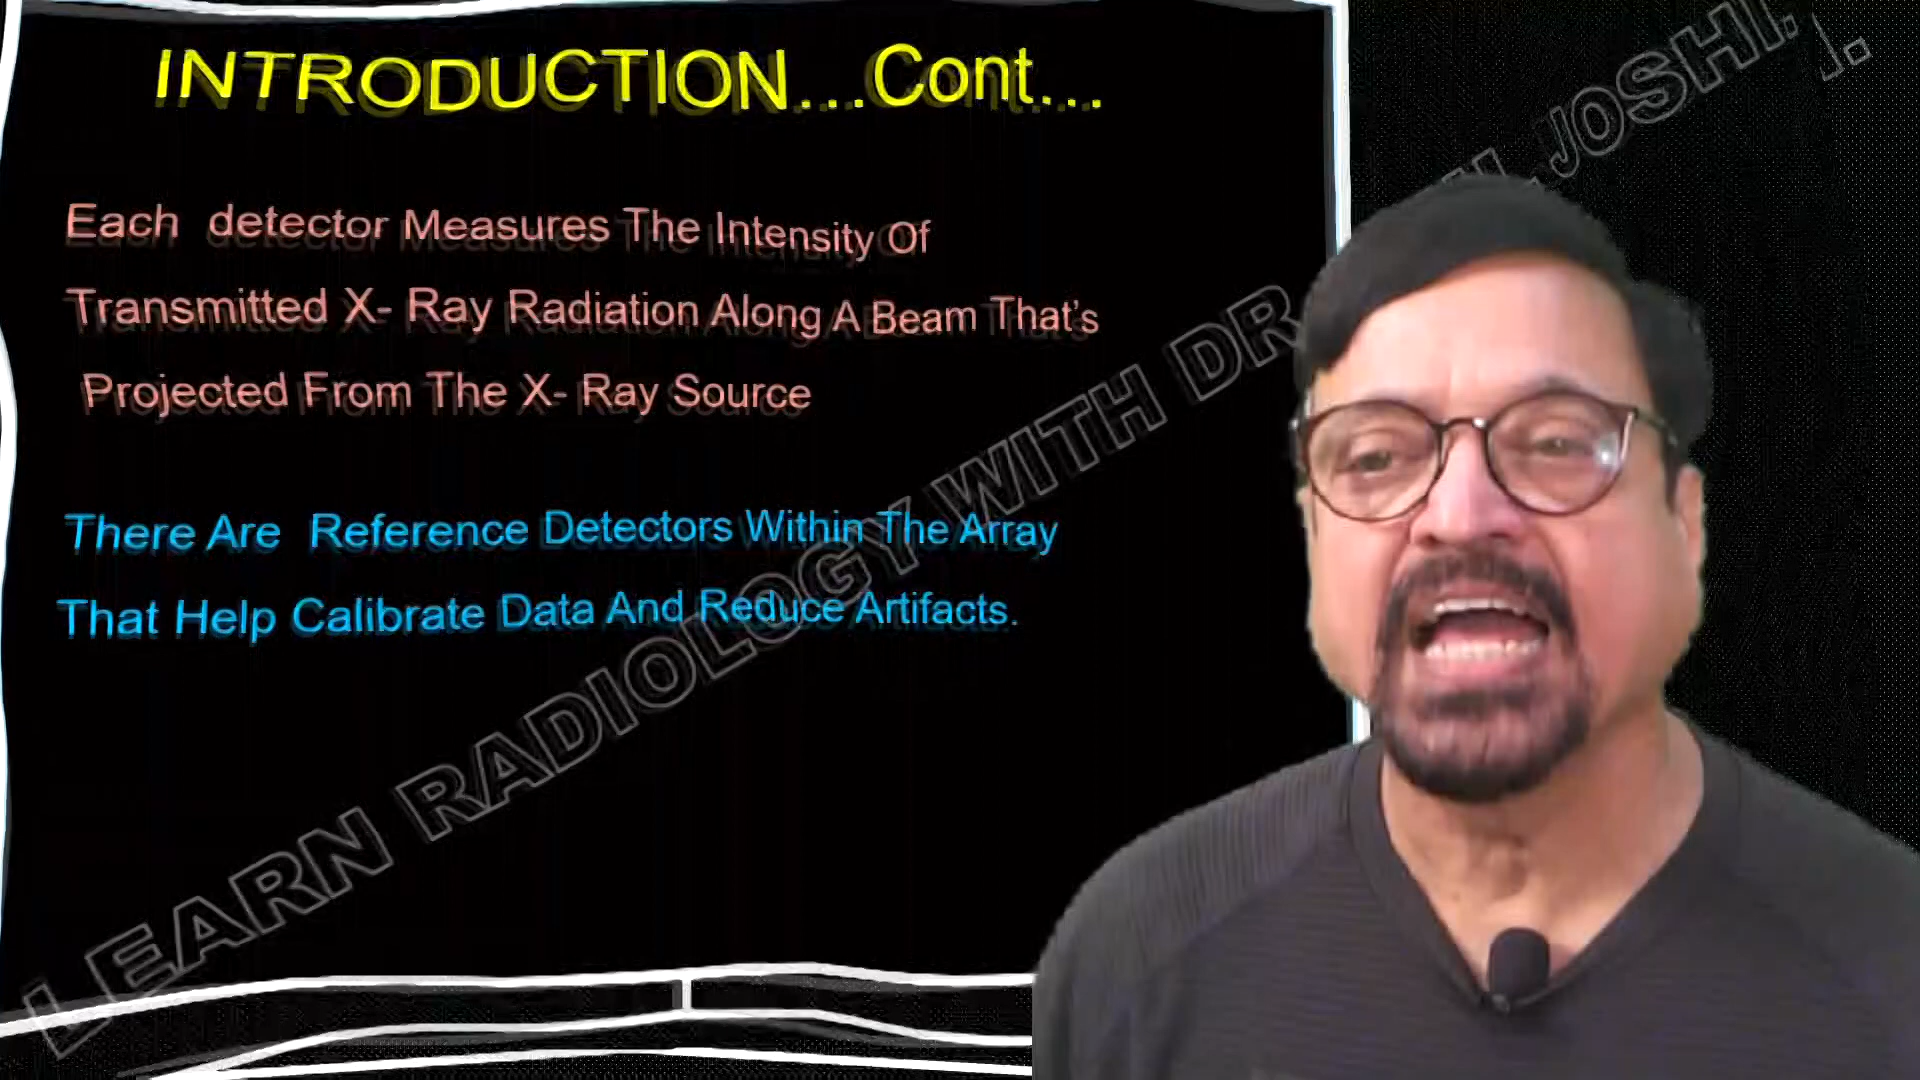 INTRODUCTION...Cont...
Each detector Measures The Intensity Of
Transmitted X- Ray Radiation Along A Beam That's
Projected From The X- Ray Source
There Are Reference Detectors Within The Array
That Help Calibrate Data And Reduce Artifacts.
LEARN RADIOLOGY WITH DR JOSHI.